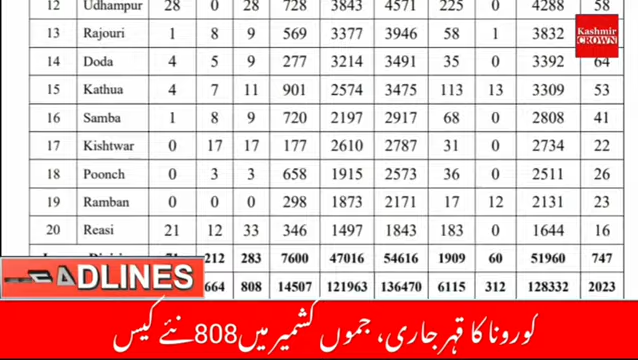 12 Udhampur 28 0 28 728 3843 4571 225 0 4288 58
13 Rajouri 1 8 9 569 3377 3946 58 1 3832
Kashmir
CROWN
14 Doda 4 5 9 277 3214 3491 35 0 3392 64
15 Kathua 4 7 11 901 2574 3475 113 13 3309 53
16 Samba 1 8 9 720 2197 2917 68 0 2808 41
17 Kishtwar 0 17 17 177 2610 2787 31 0 2734 22
18 Poonch 0 3 3 658 1915 2573 36 0 2511 26
19 Ramban 0 0 0 298 1873 2171 17 12 2131 23
20 Reasi 21 12 33 346 1497 1843 183 0 1644 16
212 283 7600 47016 54616 1909 60 51960 747
664 808 14507 121963 136470 6115 312 128332 2023
HEADLINES
کورونا کا قہر جاری، جموں کشمیر میں 808 نئے کیس